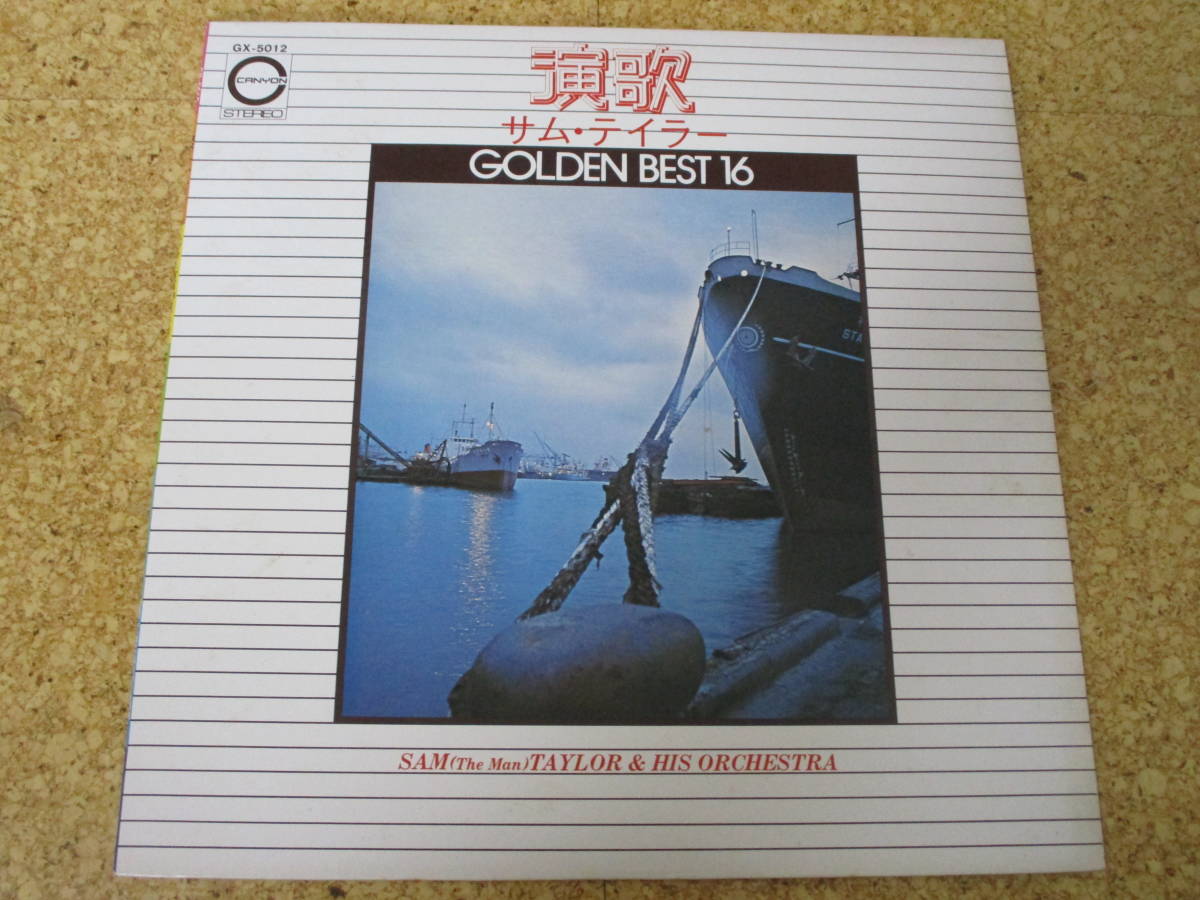 GX-5012
CANYON
STEREO
演歌
サム・テイラー
GOLDEN BEST 16
STA
SAM (The Man) TAYLOR & HIS ORCHESTRA